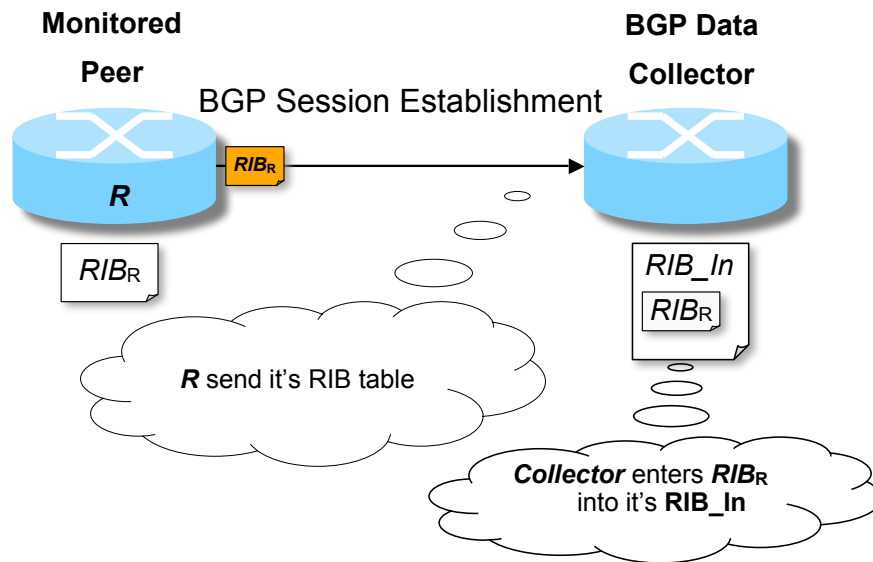 Monitored
Peer
BGP Data
Collector
BGP Session Establishment
RIBR
R
RIBR
RIB_In
RIBR
R send it's RIB table
Collector enters RIBR
into it's RIB_In